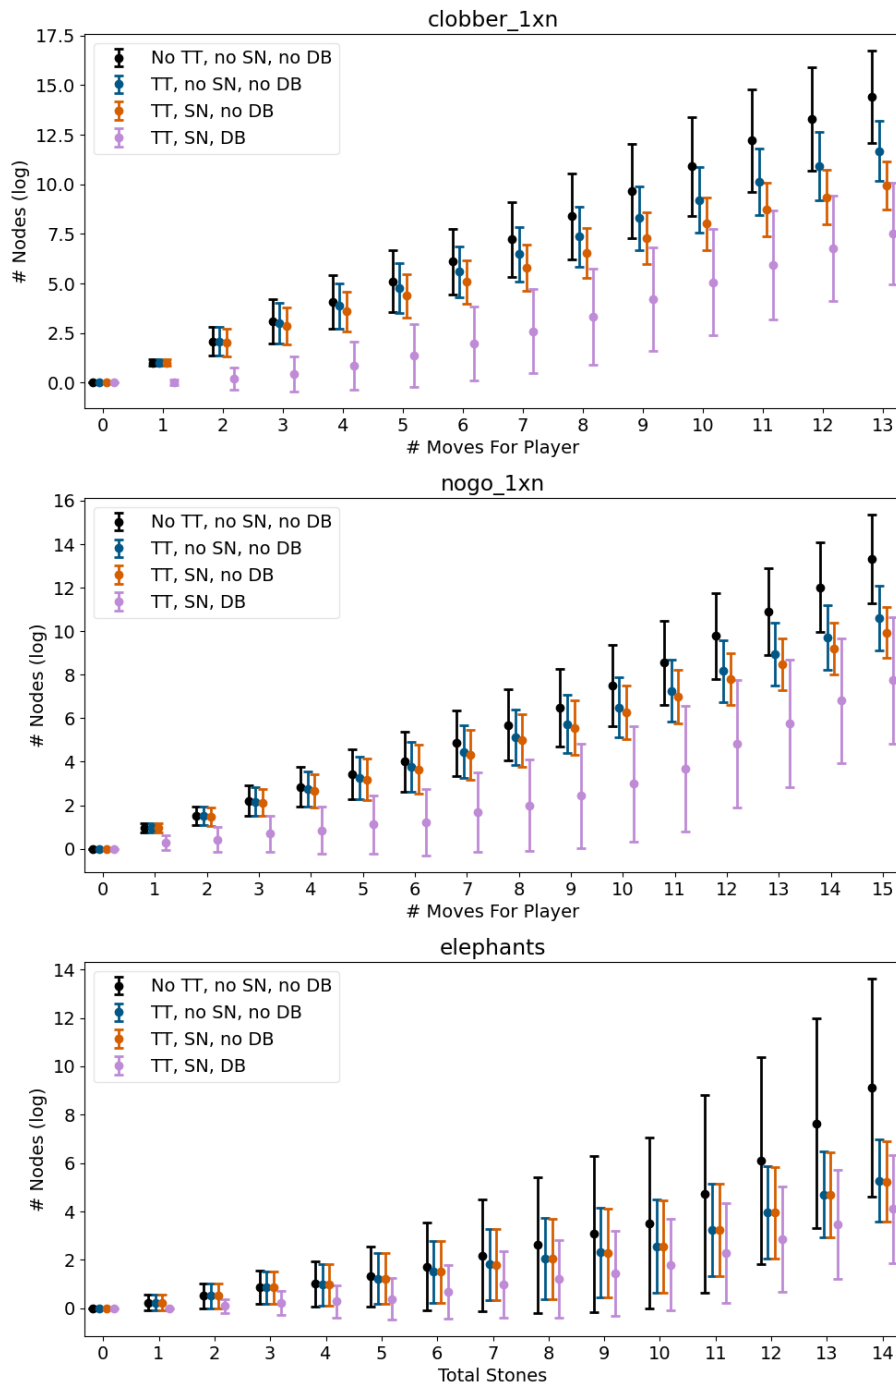 clobber_1xn
17.5
15.0
12.5
10.0
7.5
5.0
2.5
0.0
# Nodes (log)
No TT, no SN, no DB
TT, no SN, no DB
TT, SN, no DB
TT, SN, DB
0 1 2 3 4 5 6 7 8 9 10 11 12 13
# Moves For Player
nogo_1xn
16
14
12
10
8
6
4
2
0
# Nodes (log)
No TT, no SN, no DB
TT, no SN, no DB
TT, SN, no DB
TT, SN, DB
0 1 2 3 4 5 6 7 8 9 10 11 12 13 14 15
# Moves For Player
elephants
14
12
10
8
6
4
2
0
# Nodes (log)
No TT, no SN, no DB
TT, no SN, no DB
TT, SN, no DB
TT, SN, DB
0 1 2 3 4 5 6 7 8 9 10 11 12 13 14
Total Stones